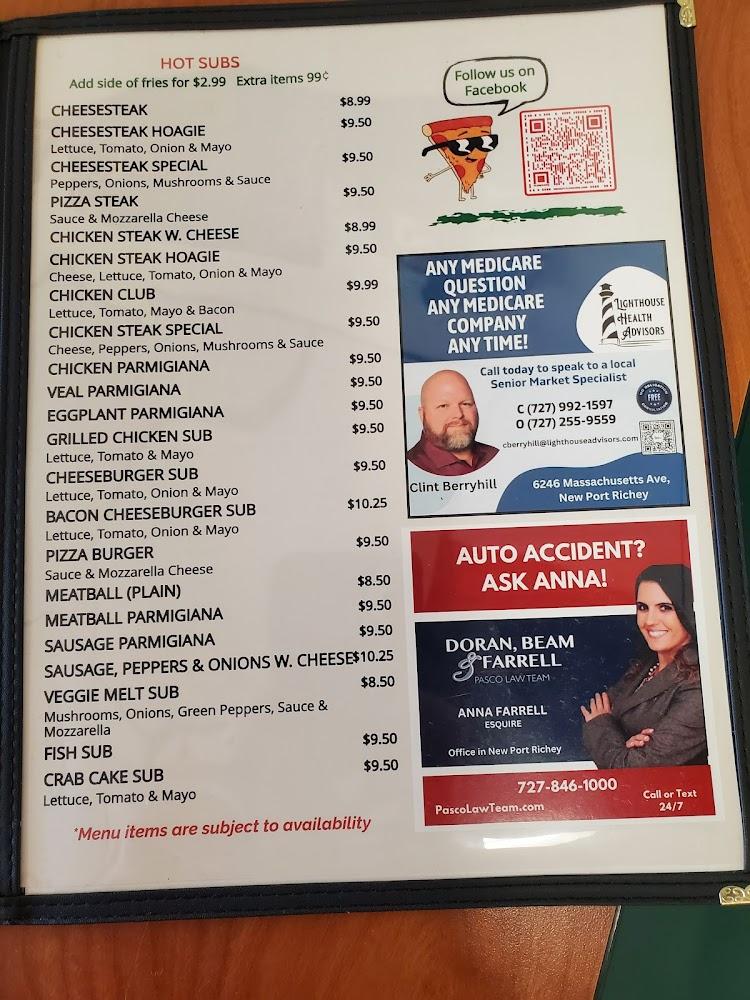 HOT SUBS
Add side of fries for $2.99 Extra items 99¢
CHEESESTEAK $8.99
CHEESESTEAK HOAGIE $9.50
Lettuce, Tomato, Onion & Mayo
CHEESESTEAK SPECIAL $9.50
Peppers, Onions, Mushrooms & Sauce
PIZZA STEAK $9.50
Sauce & Mozzarella Cheese
CHICKEN STEAK W. CHEESE $8.99
CHICKEN STEAK HOAGIE $9.50
Cheese, Lettuce, Tomato, Onion & Mayo
CHICKEN CLUB $9.99
Lettuce, Tomato, Mayo & Bacon
CHICKEN STEAK SPECIAL $9.50
Cheese, Peppers, Onions, Mushrooms & Sauce
CHICKEN PARMIGIANA $9.50
VEAL PARMIGIANA $9.50
EGGPLANT PARMIGIANA $9.50
GRILLED CHICKEN SUB $9.50
Lettuce, Tomato & Mayo
CHEESEBURGER SUB $9.50
Lettuce, Tomato, Onion & Mayo
BACON CHEESEBURGER SUB $10.25
Lettuce, Tomato, Onion & Mayo
PIZZA BURGER $9.50
Sauce & Mozzarella Cheese
MEATBALL (PLAIN) $8.50
MEATBALL PARMIGIANA $9.50
SAUSAGE PARMIGIANA $9.50
SAUSAGE, PEPPERS & ONIONS W. CHEESE $10.25
VEGGIE MELT SUB $8.50
Mushrooms, Onions, Green Peppers, Sauce &
Mozzarella
FISH SUB $9.50
CRAB CAKE SUB $9.50
Lettuce, Tomato & Mayo
*Menu items are subject to availability
Follow us on
Facebook
ANY MEDICARE
QUESTION
ANY MEDICARE
COMPANY
ANY TIME!
LIGHTHOUSE
HEALTH
ADVISORS
Call today to speak to a local
Senior Market Specialist
C (727) 992-1597
O (727) 255-9559
cberryhill@lighthouseadvisors.com
FREE
Clint Berryhill
6246 Massachusetts Ave,
New Port Richey
AUTO ACCIDENT?
ASK ANNA!
DORAN, BEAM
& FARRELL
PASCO LAW TEAM
ANNA FARRELL
ESQUIRE
Office in New Port Richey
727-846-1000
PascoLawTeam.com
Call or Text
24/7